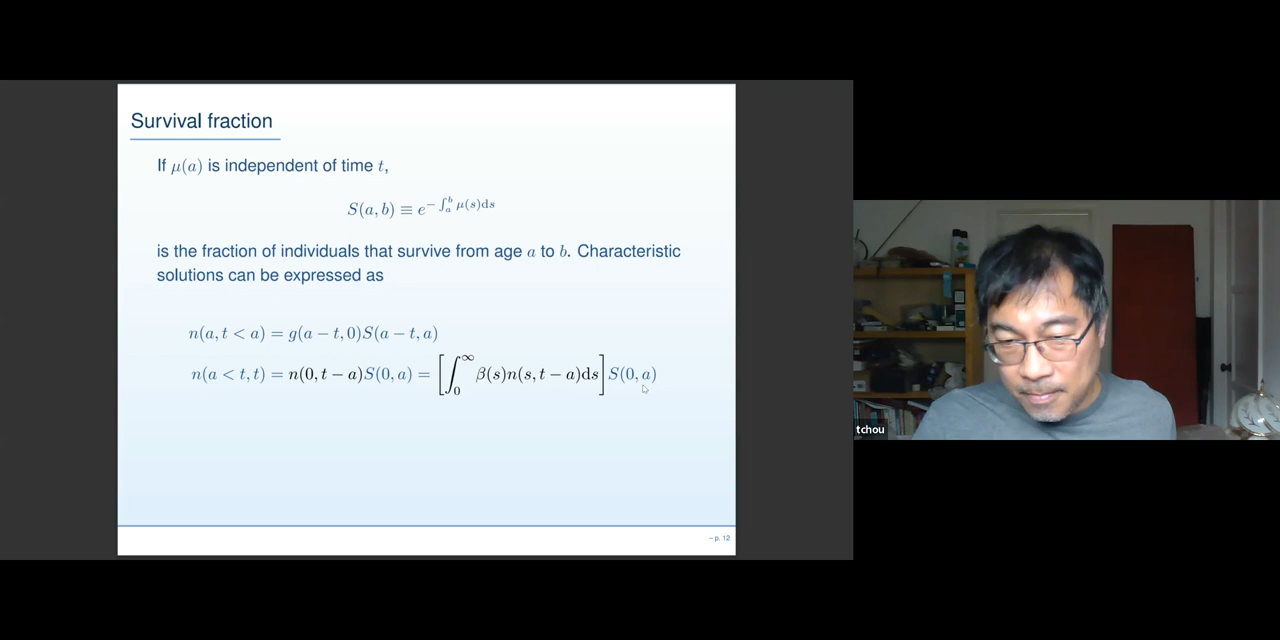 Survival fraction
If μ(a) is independent of time t,
S(a, b) ≡ e^{− ∫_a^b μ(s)ds}
is the fraction of individuals that survive from age a to b. Characteristic
solutions can be expressed as
n(a, t < a) = g(a − t, 0)S(a − t, a)
n(a < t, t) = n(0, t − a)S(0, a) = [∫_0^∞ β(s)n(s, t − a)ds] S(0, a)
tchou
– p. 12